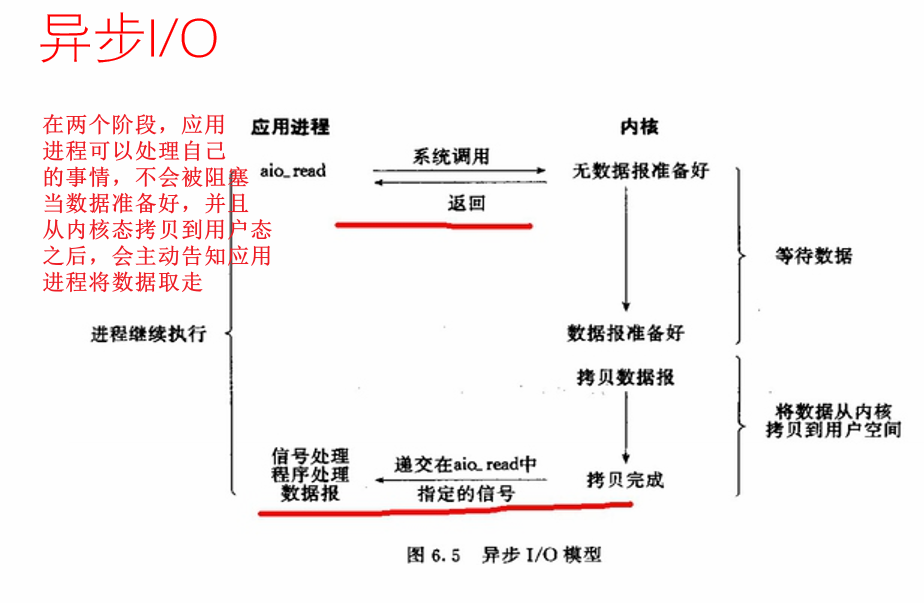 异步I/O
在两个阶段，应用
进程可以处理自己
的事情，不会被阻塞
当数据准备好，并且
从内核态拷贝到用户态
之后，会主动告知应用
进程将数据取走
应用进程
内核
aio_read
系统调用
返回
无数据报准备好
等待数据
进程继续执行
数据报准备好
拷贝数据报
将数据从内核
拷贝到用户空间
信号处理
程序处理
数据报
递交在aio_read中
指定的信号
拷贝完成
图 6.5 异步 I/O 模型